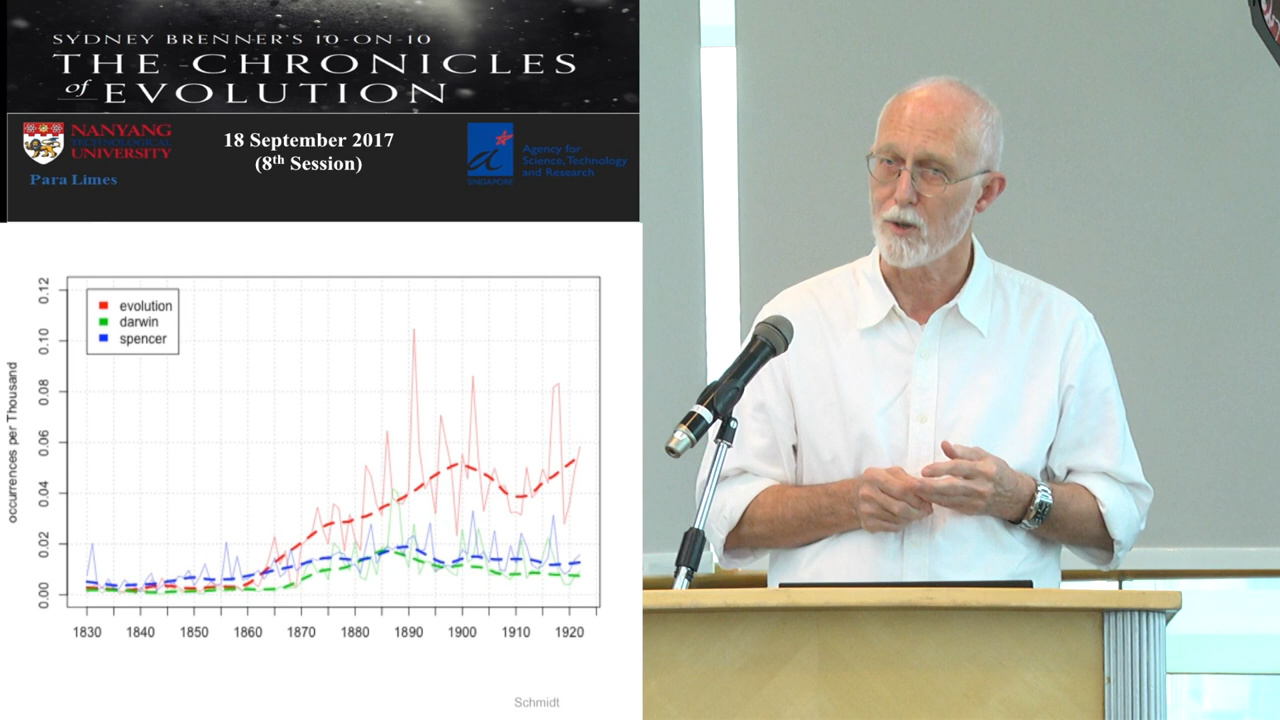 SYDNEY BRENNER'S 10-ON-10
THE CHRONICLES
of EVOLUTION
NANYANG
TECHNOLOGICAL
UNIVERSITY
Para Limes
18 September 2017
(8th Session)
SINGAPORE
Agency for
Science, Technology
and Research
occurrences per Thousand
0.12
0.10
0.08
0.06
0.04
0.02
0.00
evolution
darwin
spencer
1830 1840 1850 1860 1870 1880 1890 1900 1910 1920
Schmidt